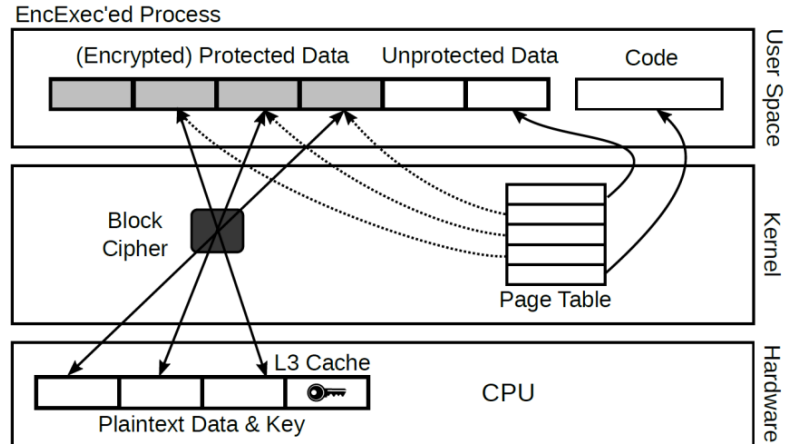 EncExec'ed Process
(Encrypted) Protected Data
Unprotected Data
Code
User Space
Block
Cipher
Page Table
Kernel
L3 Cache
CPU
Plaintext Data & Key
Hardware